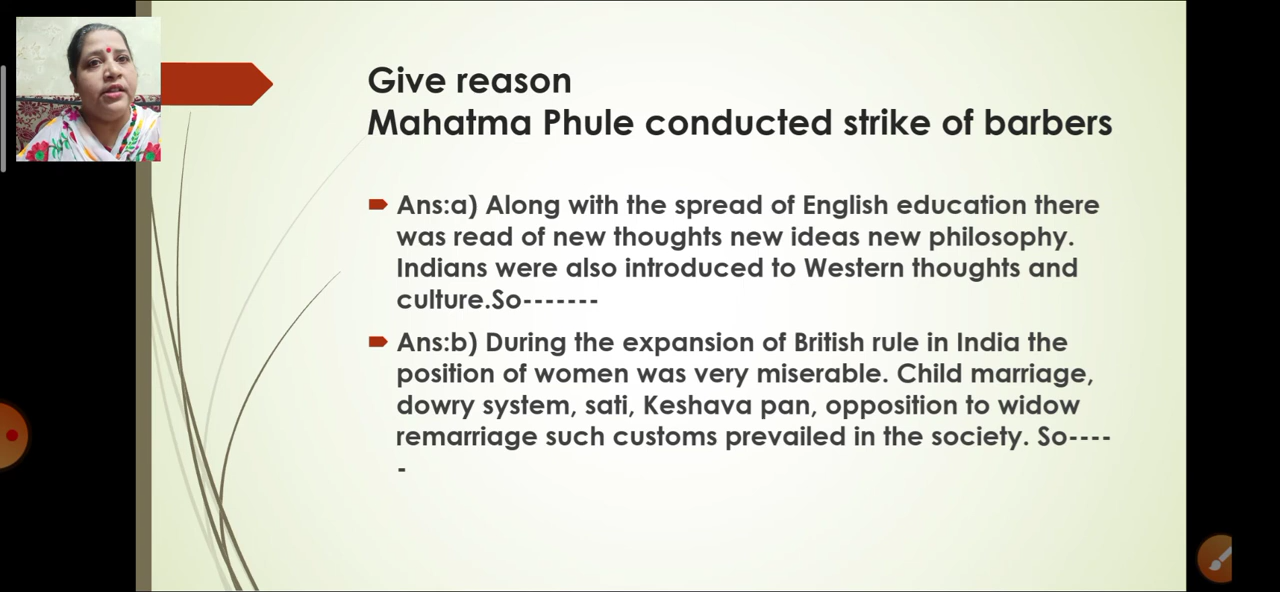 Give reason
Mahatma Phule conducted strike of barbers
Ans:a) Along with the spread of English education there
was read of new thoughts new ideas new philosophy.
Indians were also introduced to Western thoughts and
culture.So-------
Ans:b) During the expansion of British rule in India the
position of women was very miserable. Child marriage,
dowry system, sati, Keshava pan, opposition to widow
remarriage such customs prevailed in the society. So----
-